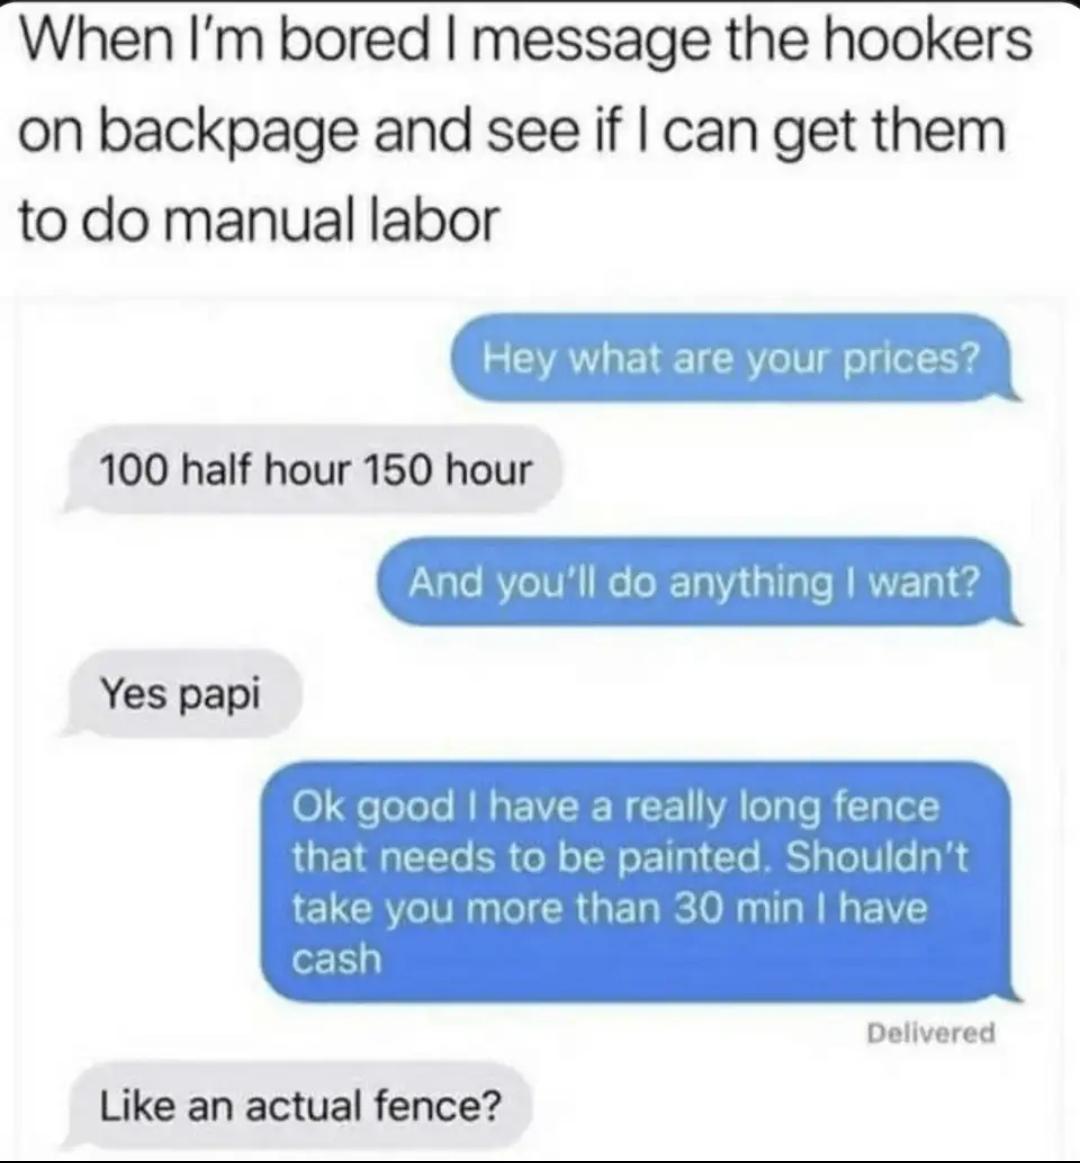 When I'm bored I message the hookers
on backpage and see if I can get them
to do manual labor
Hey what are your prices?
100 half hour 150 hour
And you'll do anything I want?
Yes papi
Ok good I have a really long fence
that needs to be painted. Shouldn't
take you more than 30 min I have
cash
Delivered
Like an actual fence?